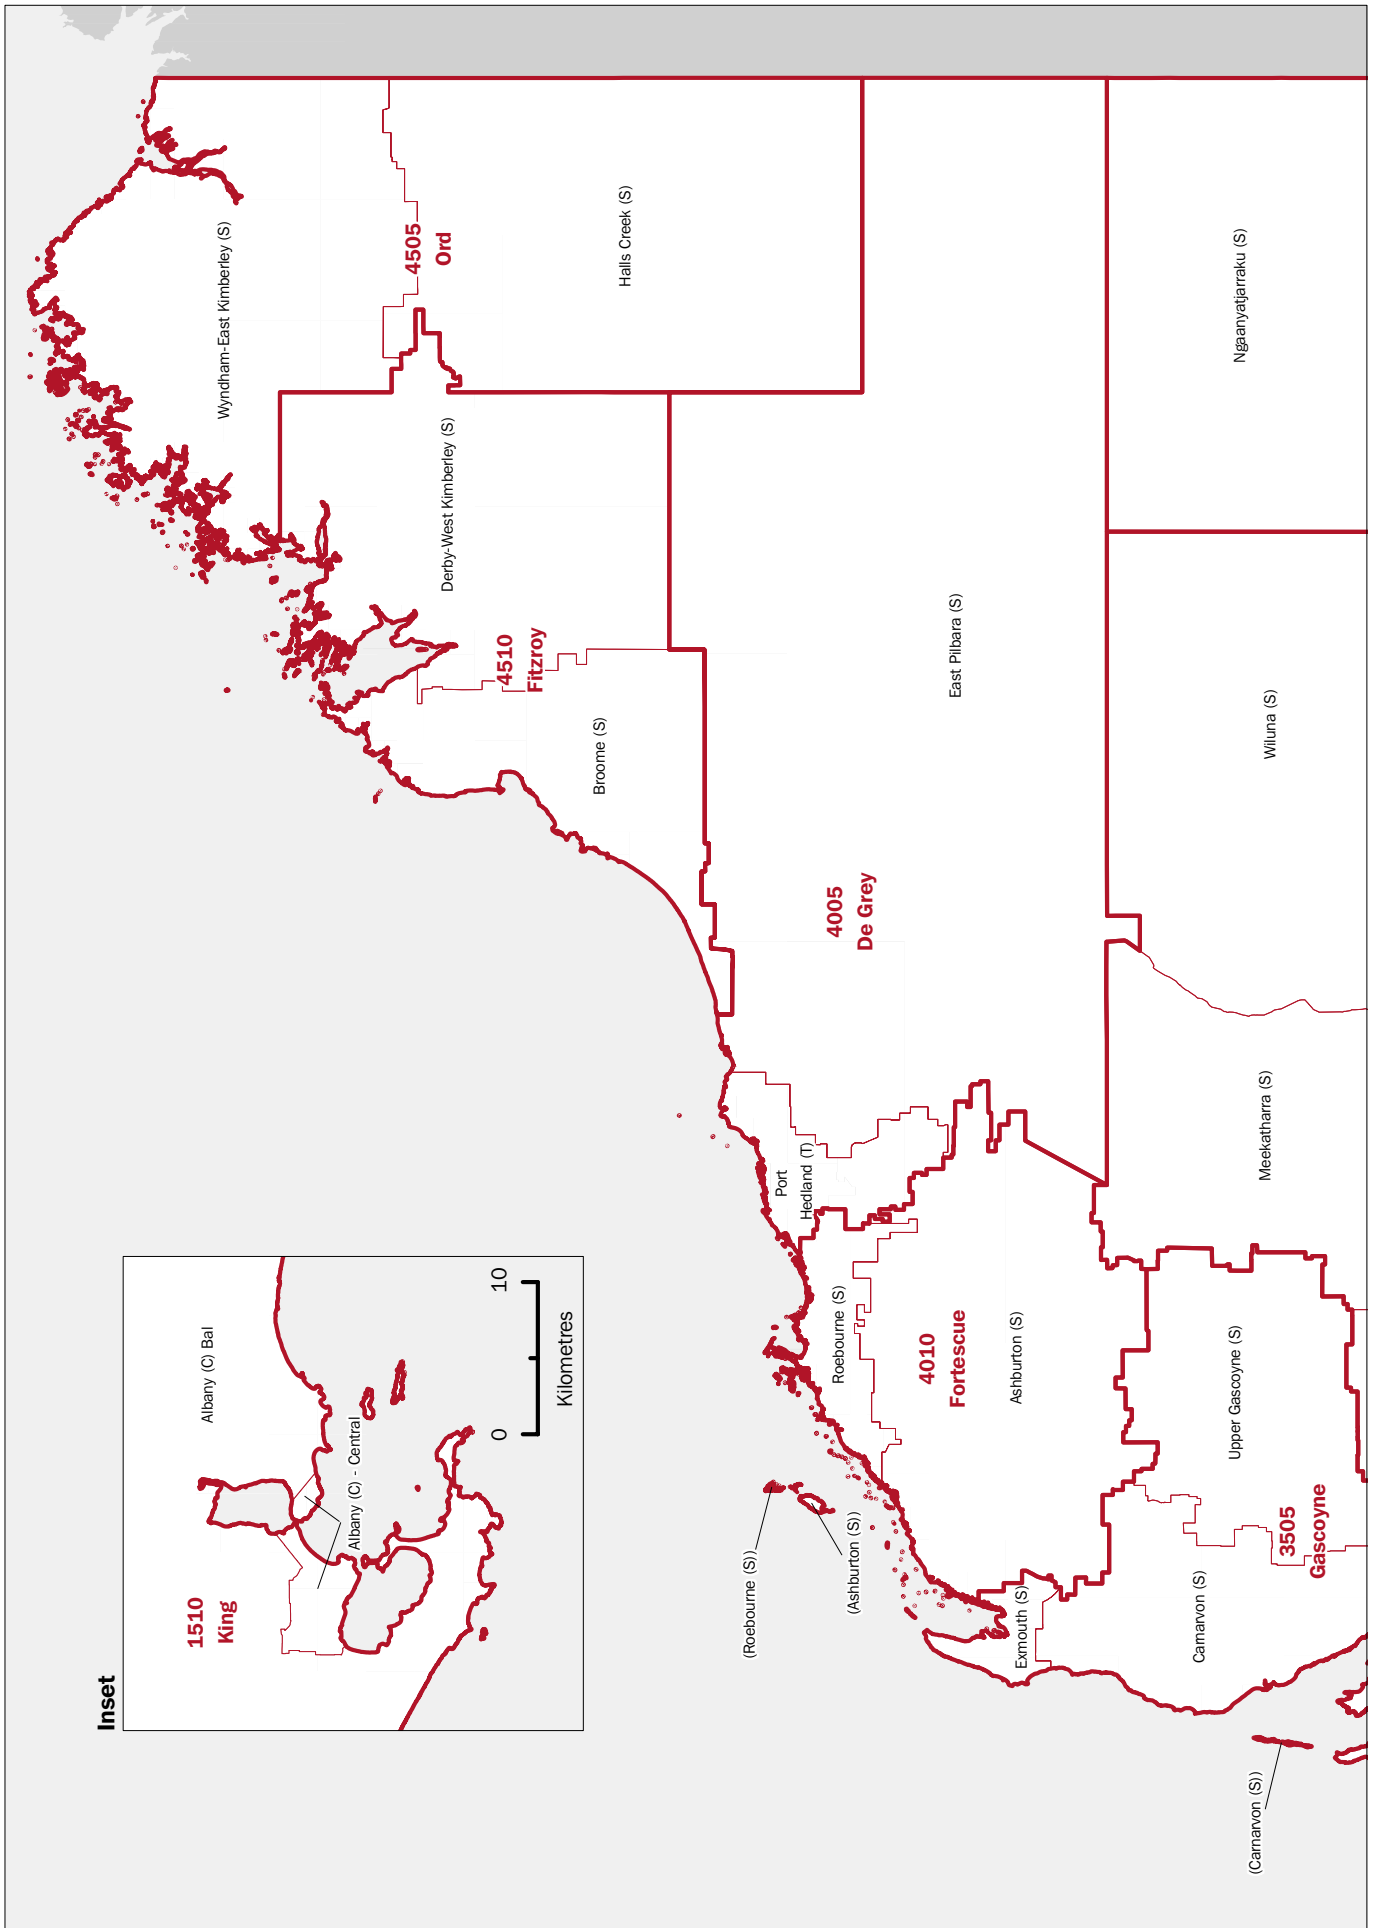 Inset
1510
King
Albany (C) Bal
Albany (C) - Central
0
10
Kilometres
Wyndham-East Kimberley (S)
4505
Ord
Halls Creek (S)
Derby-West Kimberley (S)
4510
Fitzroy
Broome (S)
East Pilbara (S)
4005
De Grey
Ngaanyatjarraku (S)
Wiluna (S)
Meekatharra (S)
Port
Hedland (T)
Roebourne (S)
4010
Fortescue
Ashburton (S)
(Roebourne (S))
(Ashburton (S))
Exmouth (S)
Upper Gascoyne (S)
3505
Gascoyne
Carnarvon (S)
(Carnarvon (S))